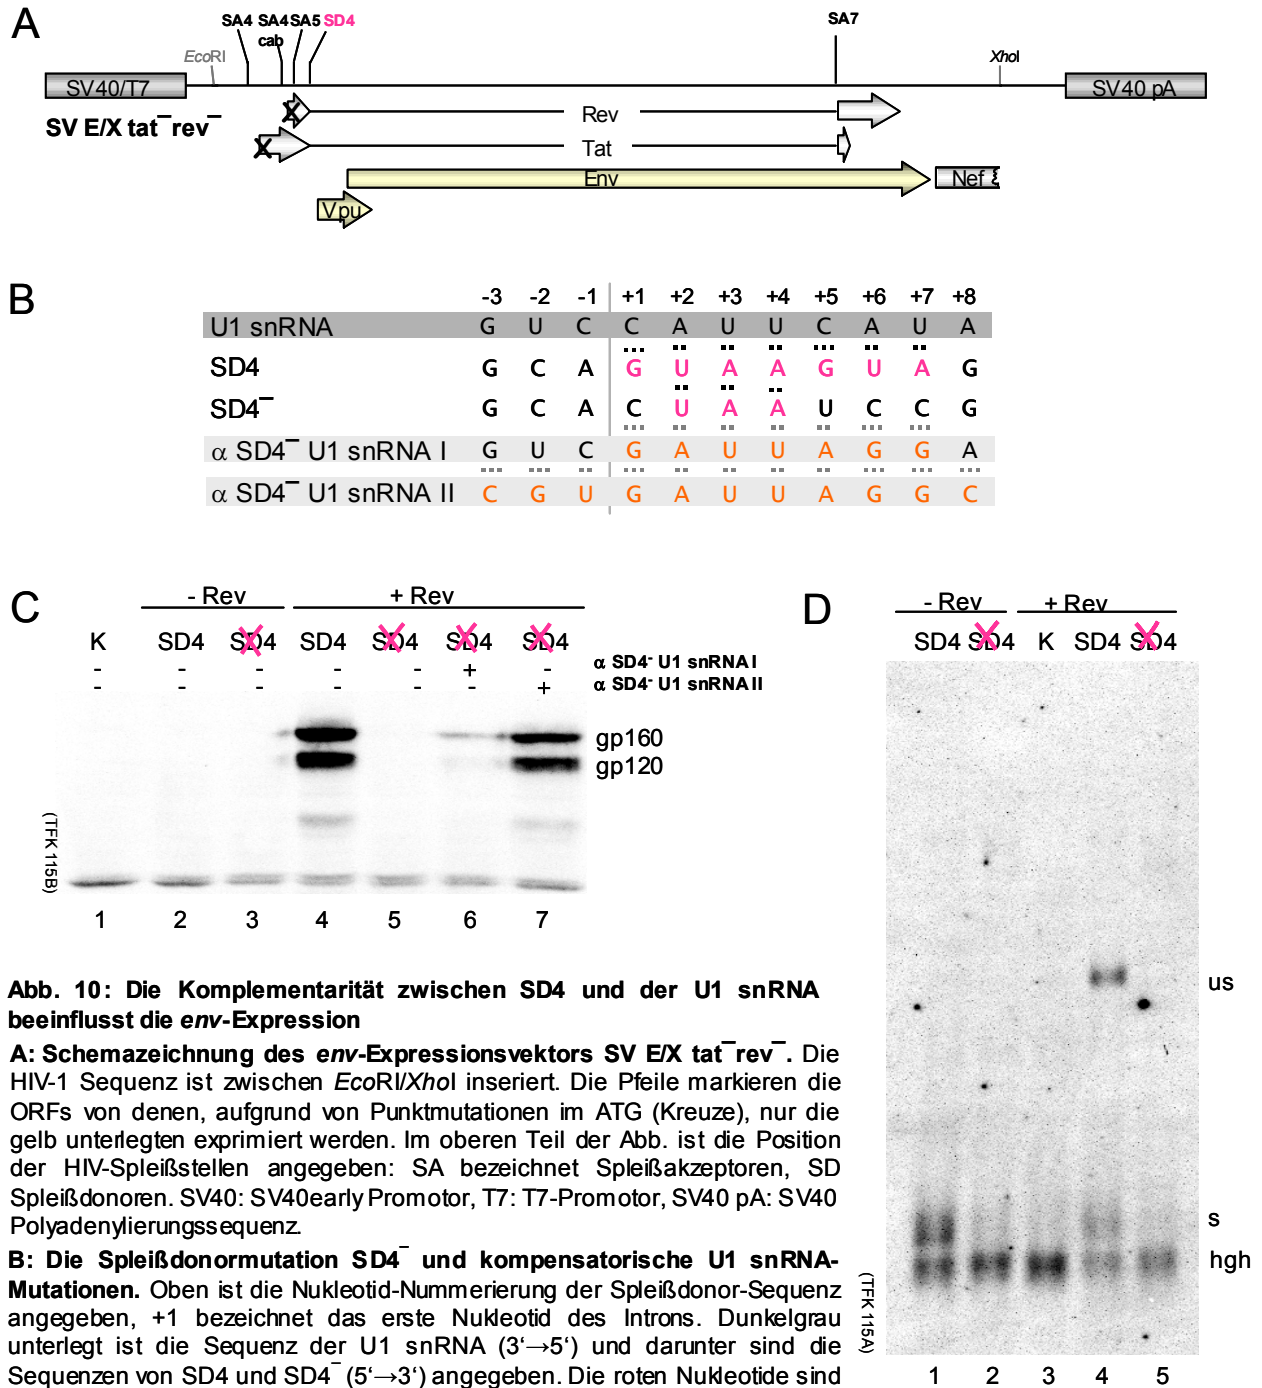 A
SA4 SA4 SA5 SD4
cab
SA7
EcoRI
XhoI
SV40/T7
SV40 pA
SV E/X tat¯rev¯
Rev
Tat
Env
Nef
Vpu
B
-3 -2 -1 +1 +2 +3 +4 +5 +6 +7 +8
U1 snRNA G U C C A U U C A U A
SD4 G C A G U A A G U A G
SD4¯ G C A C U A A U C C G
α SD4¯ U1 snRNA I G U C G A U U A G G A
α SD4¯ U1 snRNA II C G U G A U U A G G C
C
- Rev + Rev
K SD4 SD4 SD4 SD4 SD4 SD4
- - - - - + - α SD4⁻ U1 snRNA I
- - - - - - + α SD4⁻ U1 snRNA II
gp160
gp120
(TFK 115B)
1 2 3 4 5 6 7
D
- Rev + Rev
SD4 SD4 K SD4 SD4
us
s
hgh
(TFK 115A)
1 2 3 4 5
Abb. 10: Die Komplementarität zwischen SD4 und der U1 snRNA
beeinflusst die env-Expression
A: Schemazeichnung des env-Expressionsvektors SV E/X tat¯rev¯. Die
HIV-1 Sequenz ist zwischen EcoRI/XhoI inseriert. Die Pfeile markieren die
ORFs von denen, aufgrund von Punktmutationen im ATG (Kreuze), nur die
gelb unterlegten exprimiert werden. Im oberen Teil der Abb. ist die Position
der HIV-Spleißstellen angegeben: SA bezeichnet Spleißakzeptoren, SD
Spleißdonoren. SV40: SV40early Promotor, T7: T7-Promotor, SV40 pA: SV40
Polyadenylierungssequenz.
B: Die Spleißdonormutation SD4¯ und kompensatorische U1 snRNA-
Mutationen. Oben ist die Nukleotid-Nummerierung der Spleißdonor-Sequenz
angegeben, +1 bezeichnet das erste Nukleotid des Introns. Dunkelgrau
unterlegt ist die Sequenz der U1 snRNA (3‘→5‘) und darunter sind die
Sequenzen von SD4 und SD4¯ (5‘→3‘) angegeben. Die roten Nukleotide sind